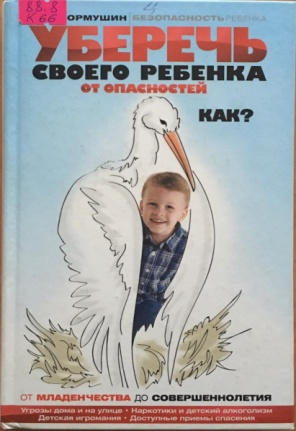 88.8
К66
ОРМУШИН БЕЗОПАСНОСТЬ РЕБЕНКА
УБЕРЕЧЬ
СВОЕГО РЕБЕНКА
ОТ ОПАСНОСТЕЙ
КАК?
ОТ МЛАДЕНЧЕСТВА ДО СОВЕРШЕННОЛЕТИЯ
Угрозы дома и на улице • Наркотики и детский алкоголизм
Детская игромания • Доступные приемы спасения